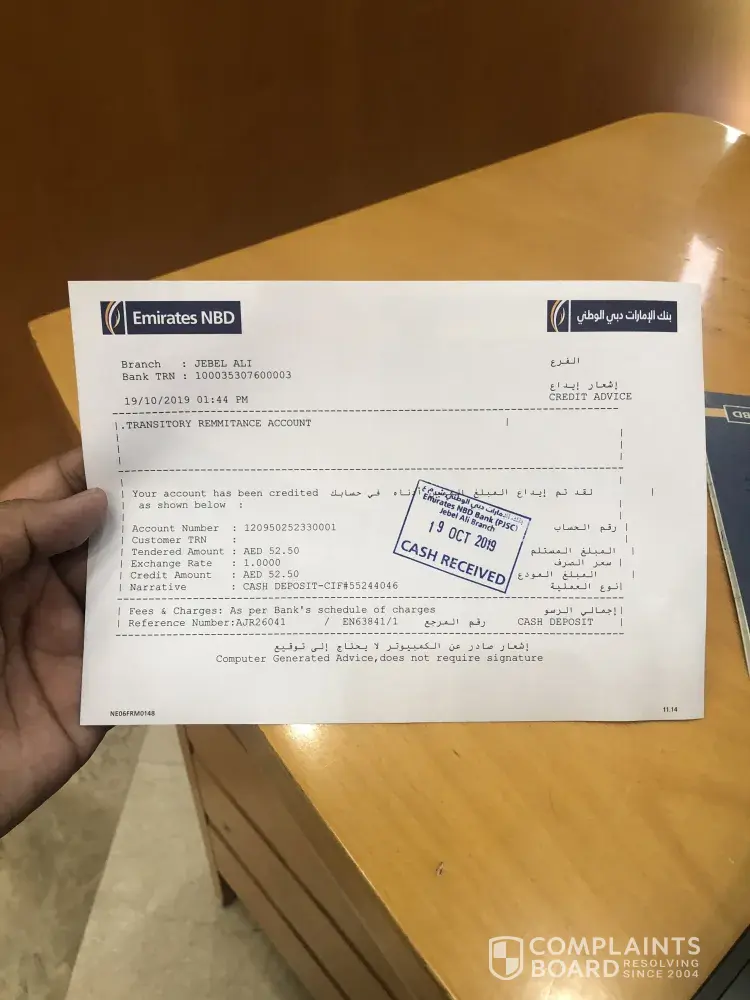 Emirates NBD
بنك الإمارات دبي الوطني
Branch : JEBEL ALI الفرع
Bank TRN : 100035307600003
إشعار إيداع
19/10/2019 01:44 PM CREDIT ADVICE
.TRANSITORY REMMITANCE ACCOUNT
Your account has been credited لقد تم إيداع المبلغ أدناه في حسابك
as shown below :
Account Number : 120950252330001 رقم الحساب
Customer TRN :
Tendered Amount : AED 52.50 المبلغ المستلم
Exchange Rate : 1.0000 سعر الصرف
Credit Amount : AED 52.50 المبلغ المودع
Narrative : CASH DEPOSIT-CIF#55244046 نوع العملية
Emirates NBD Bank (PJSC)
Jebel Ali Branch
19 OCT 2019
CASH RECEIVED
Fees & Charges: As per Bank's schedule of charges إجمالي الرسو
Reference Number:AJR26041 / EN63841/1 رقم المرجع CASH DEPOSIT
إشعار صادر عن الكمبيوتر لا يحتاج إلى توقيع
Computer Generated Advice,does not require signature
NE06FRM0148
11.14
COMPLAINTS
BOARD RESOLVING
SINCE 2004